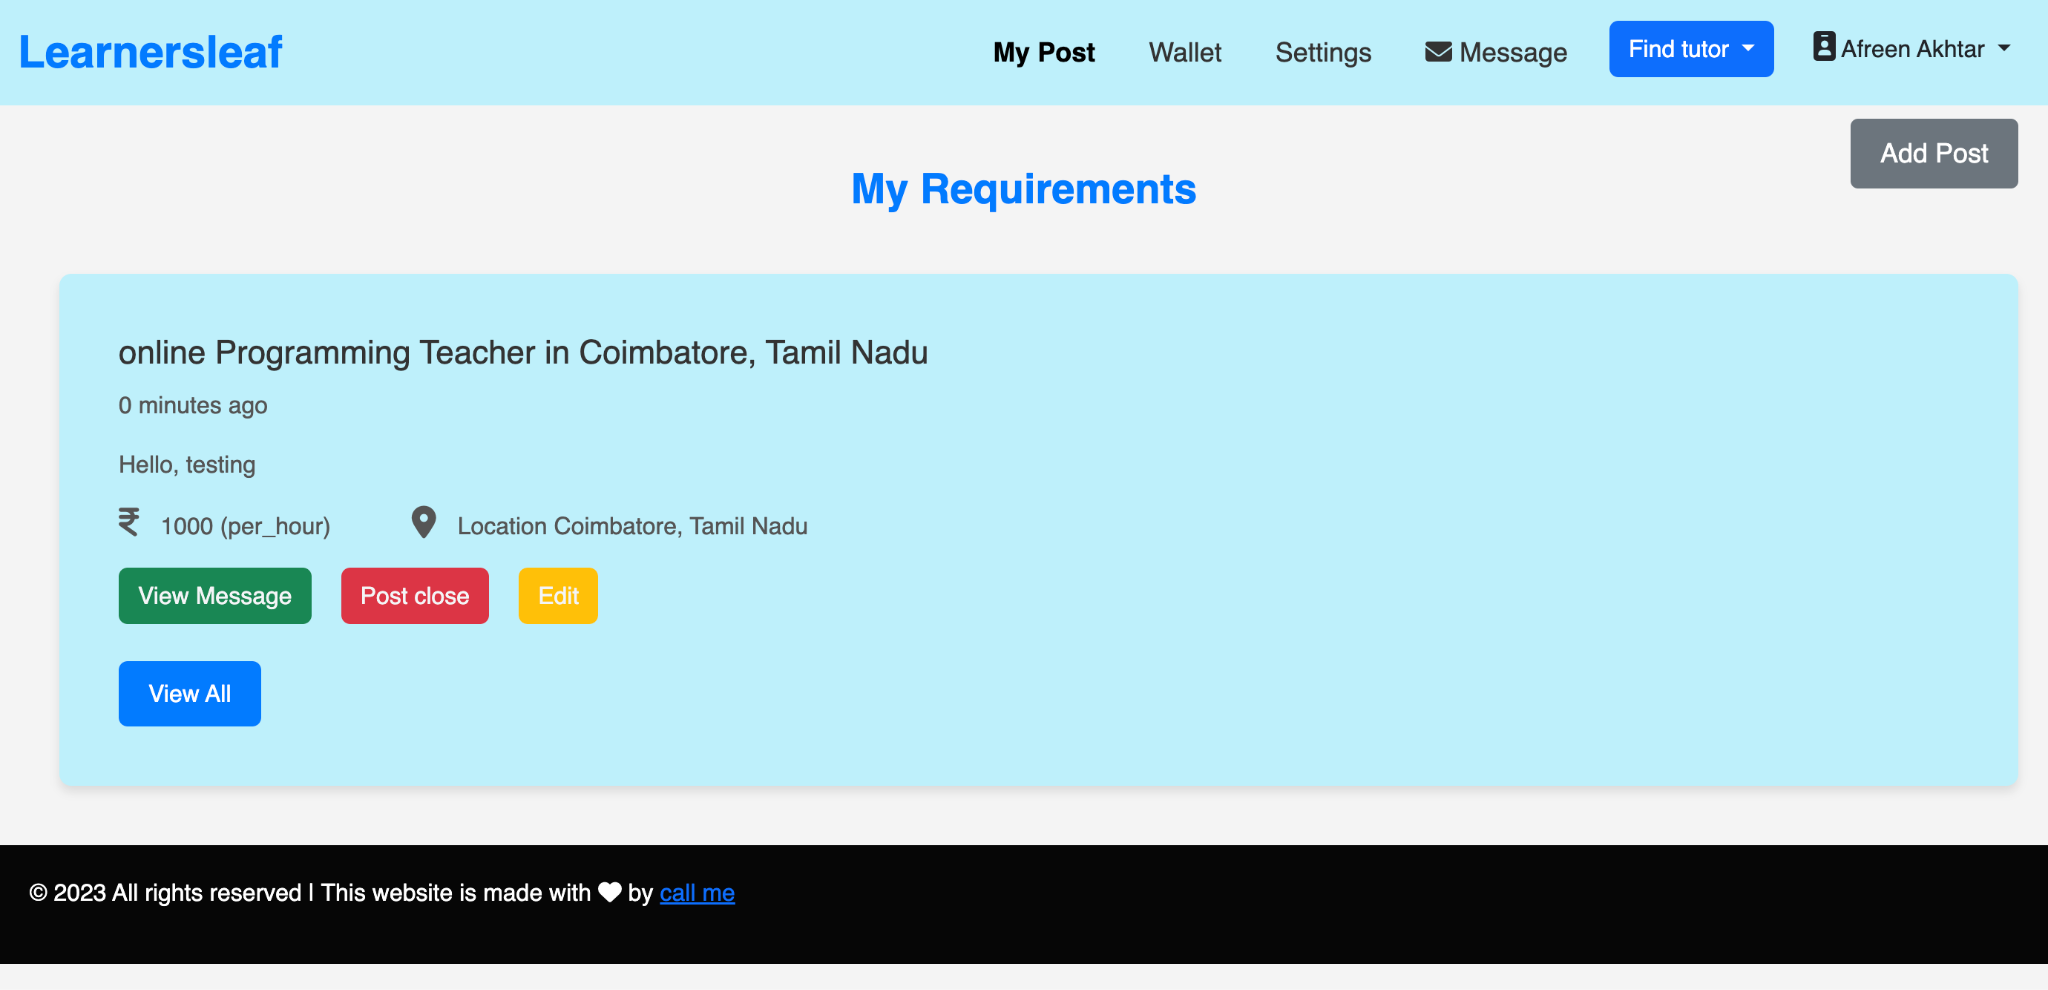 Learnersleaf
My Post Wallet Settings Message Find tutor Afreen Akhtar
Add Post
My Requirements
online Programming Teacher in Coimbatore, Tamil Nadu
0 minutes ago
Hello, testing
₹ 1000 (per_hour) Location Coimbatore, Tamil Nadu
View Message Post close Edit
View All
© 2023 All rights reserved | This website is made with ♥ by call me